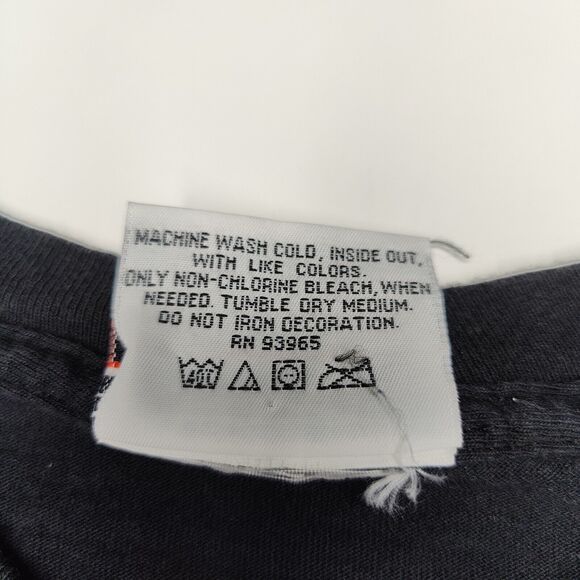 MACHINE WASH COLD, INSIDE OUT,
WITH LIKE COLORS.
ONLY NON-CHLORINE BLEACH, WHEN
NEEDED. TUMBLE DRY MEDIUM.
DO NOT IRON DECORATION.
RN 93965